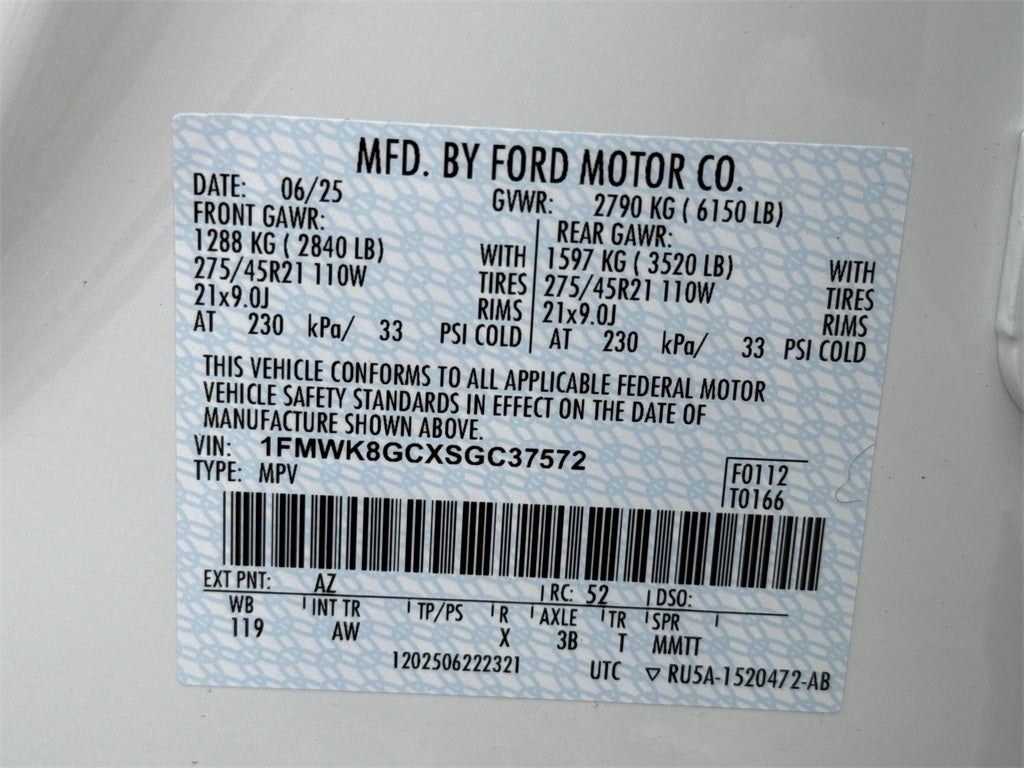 MFD. BY FORD MOTOR CO.
DATE: 06/25 GVWR: 2790 KG ( 6150 LB)
FRONT GAWR: REAR GAWR:
1288 KG ( 2840 LB) WITH 1597 KG ( 3520 LB) WITH
275/45R21 110W TIRES 275/45R21 110W TIRES
21x9.0J RIMS 21x9.0J RIMS
AT 230 kPa/ 33 PSI COLD AT 230 kPa/ 33 PSI COLD
THIS VEHICLE CONFORMS TO ALL APPLICABLE FEDERAL MOTOR
VEHICLE SAFETY STANDARDS IN EFFECT ON THE DATE OF
MANUFACTURE SHOWN ABOVE.
VIN: 1FMWK8GCXSGC37572
TYPE: MPV F0112
T0166
EXT PNT: AZ RC: 52 DSO:
WB INT TR TP/PS R AXLE TR SPR
119 AW X 3B T MMTT
1202506222321 UTC ▽ RU5A-1520472-AB